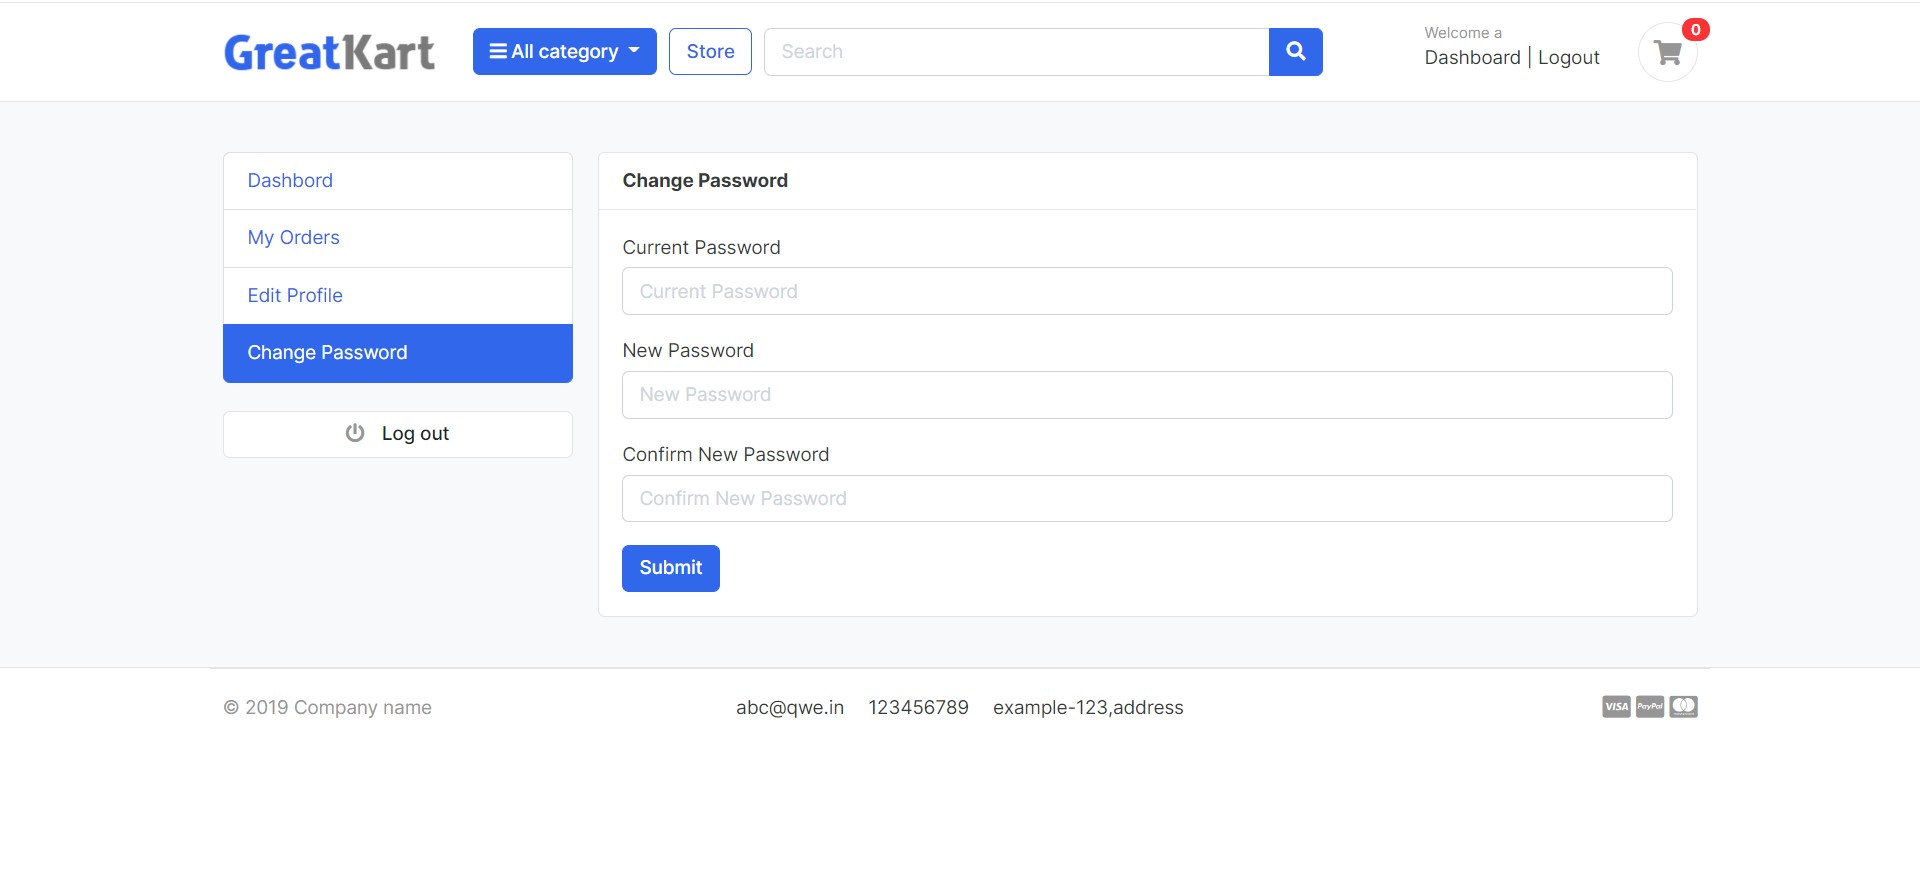 GreatKart
All category
Store
Search
Welcome a
Dashboard | Logout
0
Dashbord
My Orders
Edit Profile
Change Password
Log out
Change Password
Current Password
Current Password
New Password
New Password
Confirm New Password
Confirm New Password
Submit
© 2019 Company name
abc@qwe.in 123456789 example-123,address
VISA PayPal